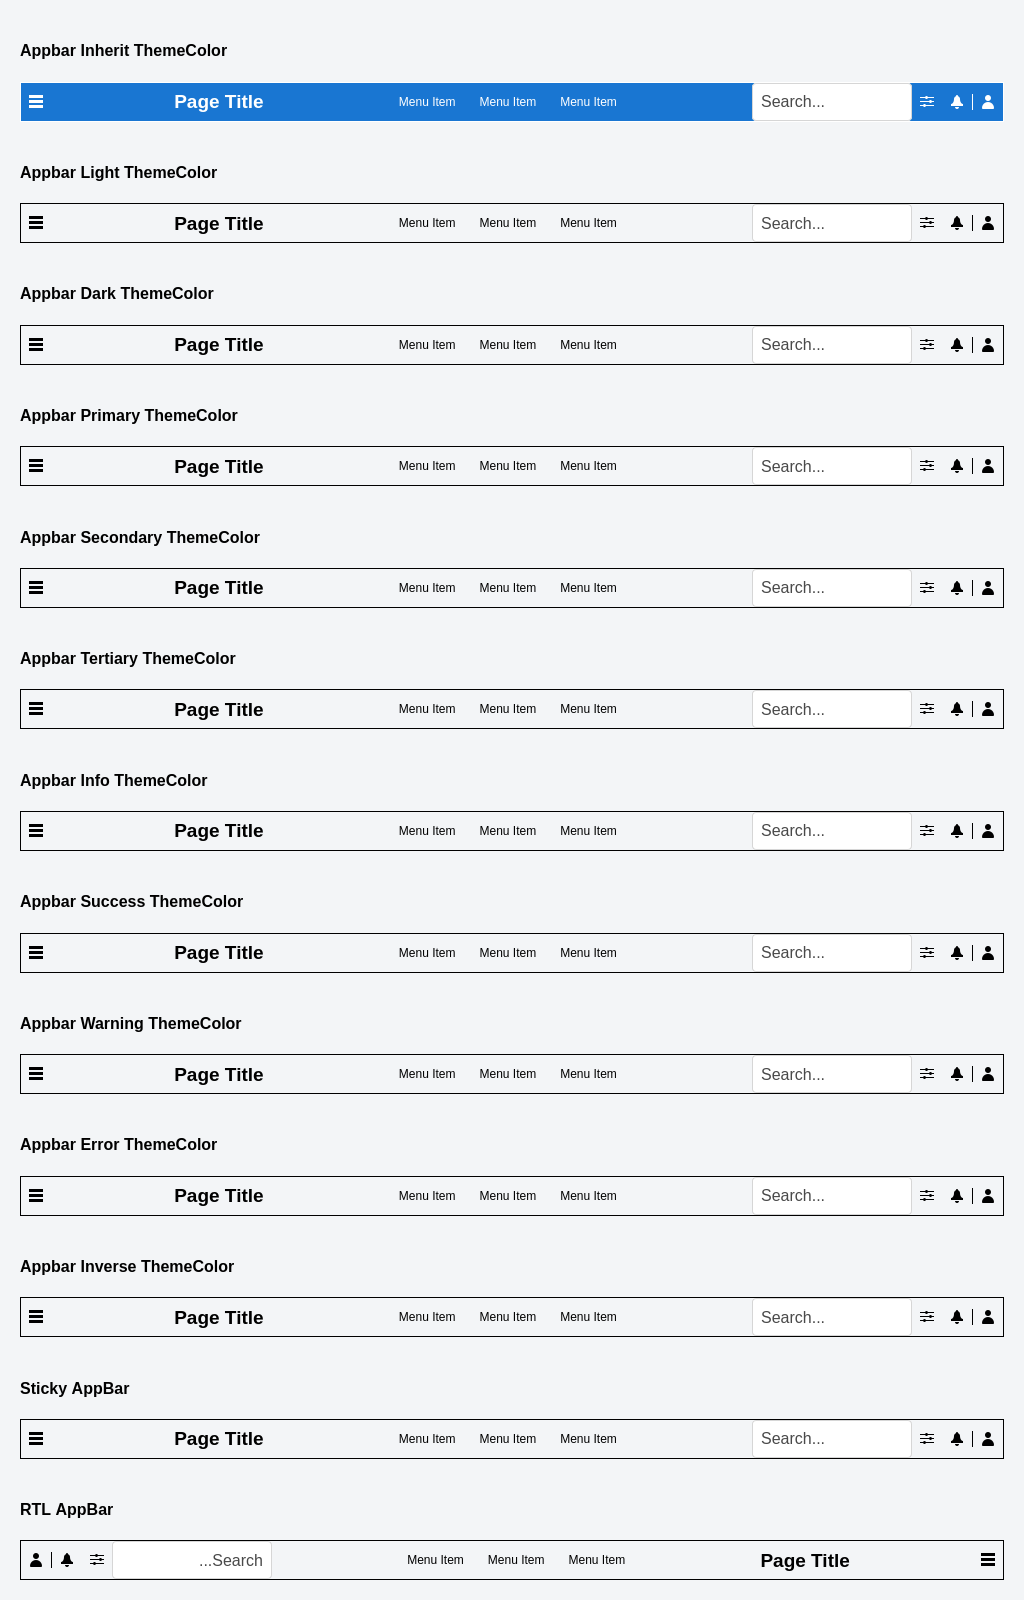 Appbar Inherit ThemeColor
Page Title Menu Item Menu Item Menu Item Search...
Appbar Light ThemeColor
Page Title Menu Item Menu Item Menu Item Search...
Appbar Dark ThemeColor
Page Title Menu Item Menu Item Menu Item Search...
Appbar Primary ThemeColor
Page Title Menu Item Menu Item Menu Item Search...
Appbar Secondary ThemeColor
Page Title Menu Item Menu Item Menu Item Search...
Appbar Tertiary ThemeColor
Page Title Menu Item Menu Item Menu Item Search...
Appbar Info ThemeColor
Page Title Menu Item Menu Item Menu Item Search...
Appbar Success ThemeColor
Page Title Menu Item Menu Item Menu Item Search...
Appbar Warning ThemeColor
Page Title Menu Item Menu Item Menu Item Search...
Appbar Error ThemeColor
Page Title Menu Item Menu Item Menu Item Search...
Appbar Inverse ThemeColor
Page Title Menu Item Menu Item Menu Item Search...
Sticky AppBar
Page Title Menu Item Menu Item Menu Item Search...
RTL AppBar
...Search Menu Item Menu Item Menu Item Page Title